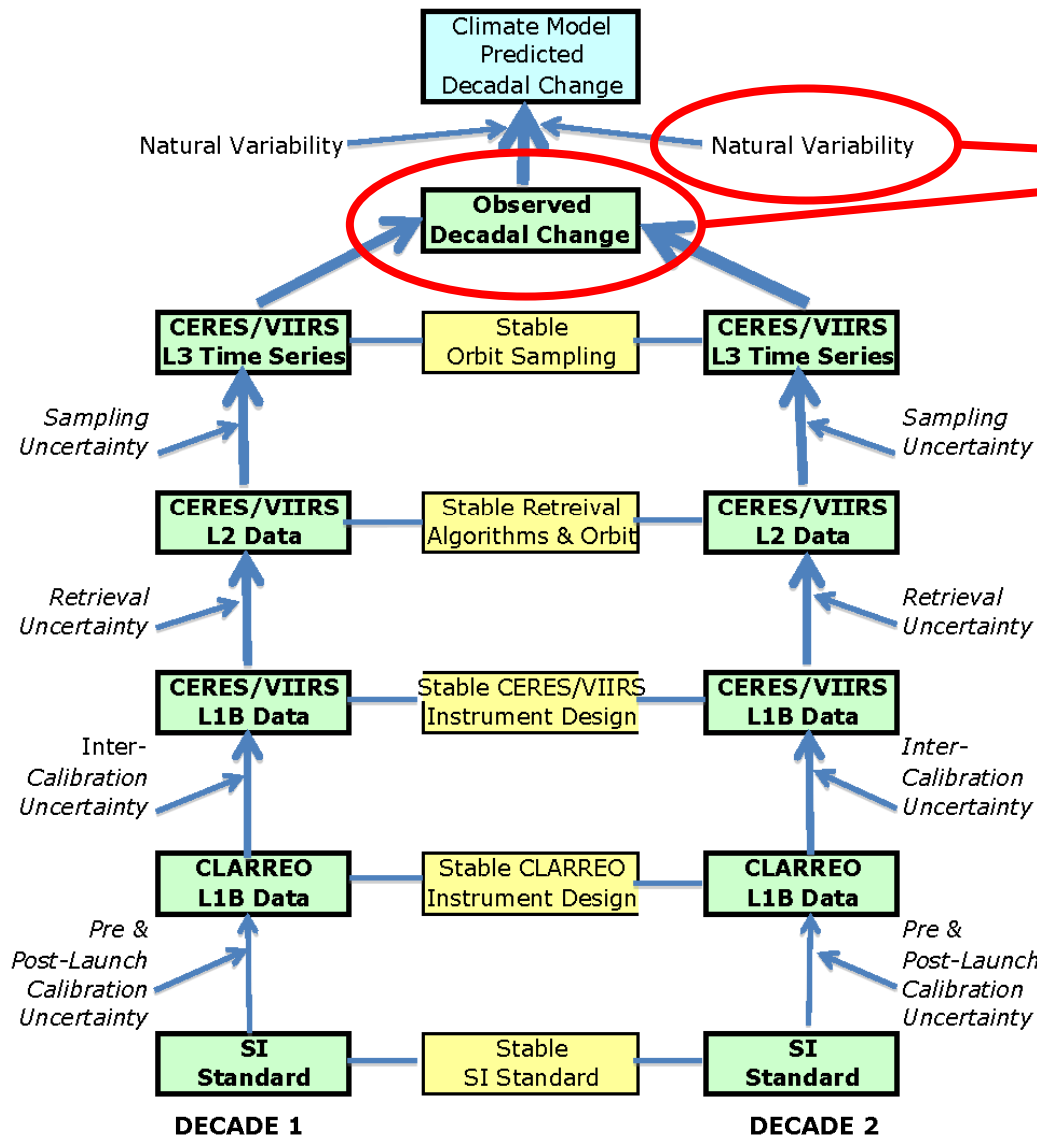 Climate Model
Predicted
Decadal Change
Natural Variability
Natural Variability
Observed
Decadal Change
CERES/VIIRS
L3 Time Series
Stable
Orbit Sampling
CERES/VIIRS
L3 Time Series
Sampling
Uncertainty
Sampling
Uncertainty
CERES/VIIRS
L2 Data
Stable Retreival
Algorithms & Orbit
CERES/VIIRS
L2 Data
Retrieval
Uncertainty
Retrieval
Uncertainty
CERES/VIIRS
L1B Data
Stable CERES/VIIRS
Instrument Design
CERES/VIIRS
L1B Data
Inter-
Calibration
Uncertainty
Inter-
Calibration
Uncertainty
CLARREO
L1B Data
Stable CLARREO
Instrument Design
CLARREO
L1B Data
Pre &
Post-Launch
Calibration
Uncertainty
Pre &
Post-Launch
Calibration
Uncertainty
SI
Standard
Stable
SI Standard
SI
Standard
DECADE 1
DECADE 2